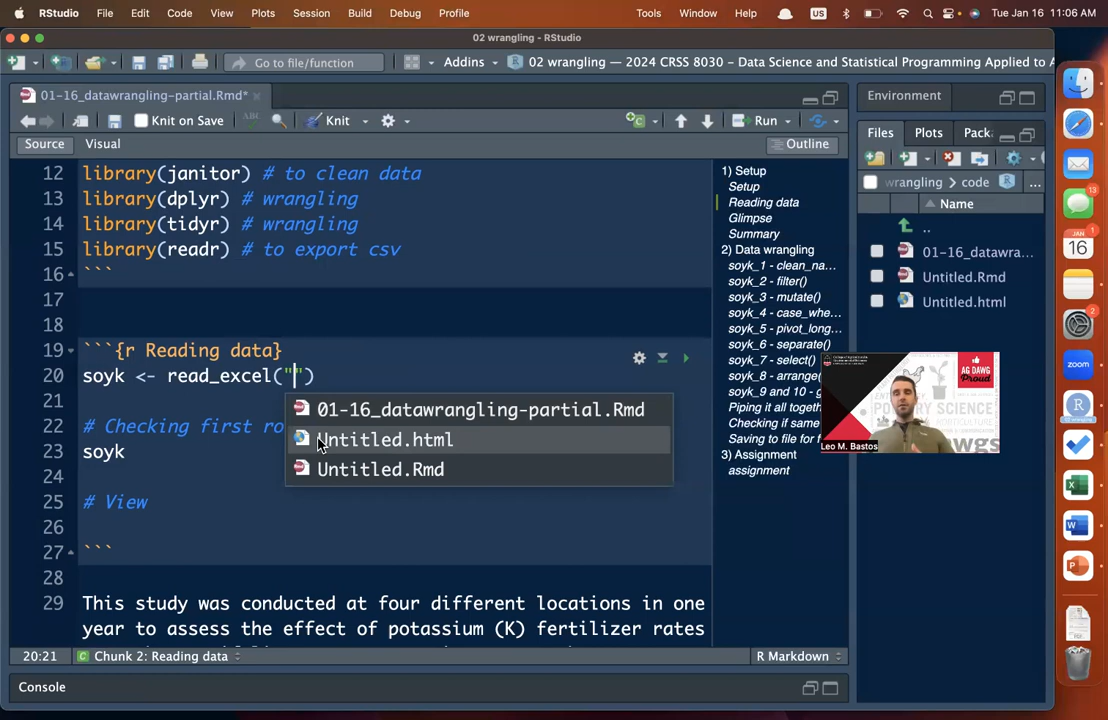 RStudio File Edit Code View Plots Session Build Debug Profile Tools Window Help US Tue Jan 16 11:06 AM
02 wrangling - RStudio
Go to file/function Addins 02 wrangling — 2024 CRSS 8030 - Data Science and Statistical Programming Applied to A
01-16_datawrangling-partial.Rmd*
Knit on Save ABC Knit Run
Source Visual Outline
12 library(janitor) # to clean data
13 library(dplyr) # wrangling
14 library(tidyr) # wrangling
15 library(readr) # to export csv
16 ```
17
18
19 ```{r Reading data}
20 soyk <- read_excel("")
21
22 # Checking first ro
23 soyk
24
25 # View
26
27 ```
28
29 This study was conducted at four different locations in one
year to assess the effect of potassium (K) fertilizer rates
01-16_datawrangling-partial.Rmd
Untitled.html
Untitled.Rmd
20:21 Chunk 2: Reading data R Markdown
Console
1) Setup
Setup
Reading data
Glimpse
Summary
2) Data wrangling
soyk_1 - clean_na...
soyk_2 - filter()
soyk_3 - mutate()
soyk_4 - case_whe...
soyk_5 - pivot_long...
soyk_6 - separate()
soyk_7 - select()
soyk_8 - arrange(
soyk_9 and 10 - g
Piping it all togeth
Checking if same
Saving to file for f
3) Assignment
assignment
Environment
Files Plots Pack
wrangling > code ...
Name
..
01-16_datawra...
Untitled.Rmd
Untitled.html
AG DAWG
Leo M. Bastos
13
JAN 1
16
2
zoom